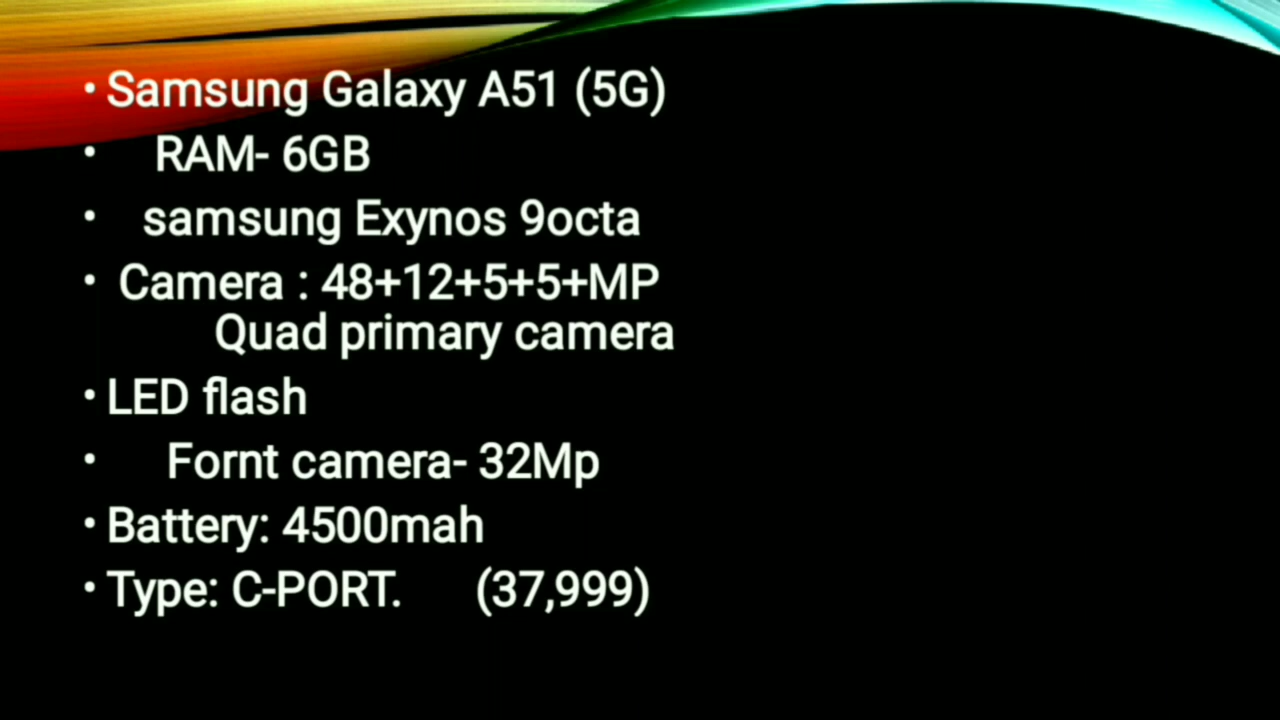 • Samsung Galaxy A51 (5G)
• RAM- 6GB
• samsung Exynos 9octa
• Camera : 48+12+5+5+MP
Quad primary camera
• LED flash
• Fornt camera- 32Mp
• Battery: 4500mah
• Type: C-PORT. (37,999)